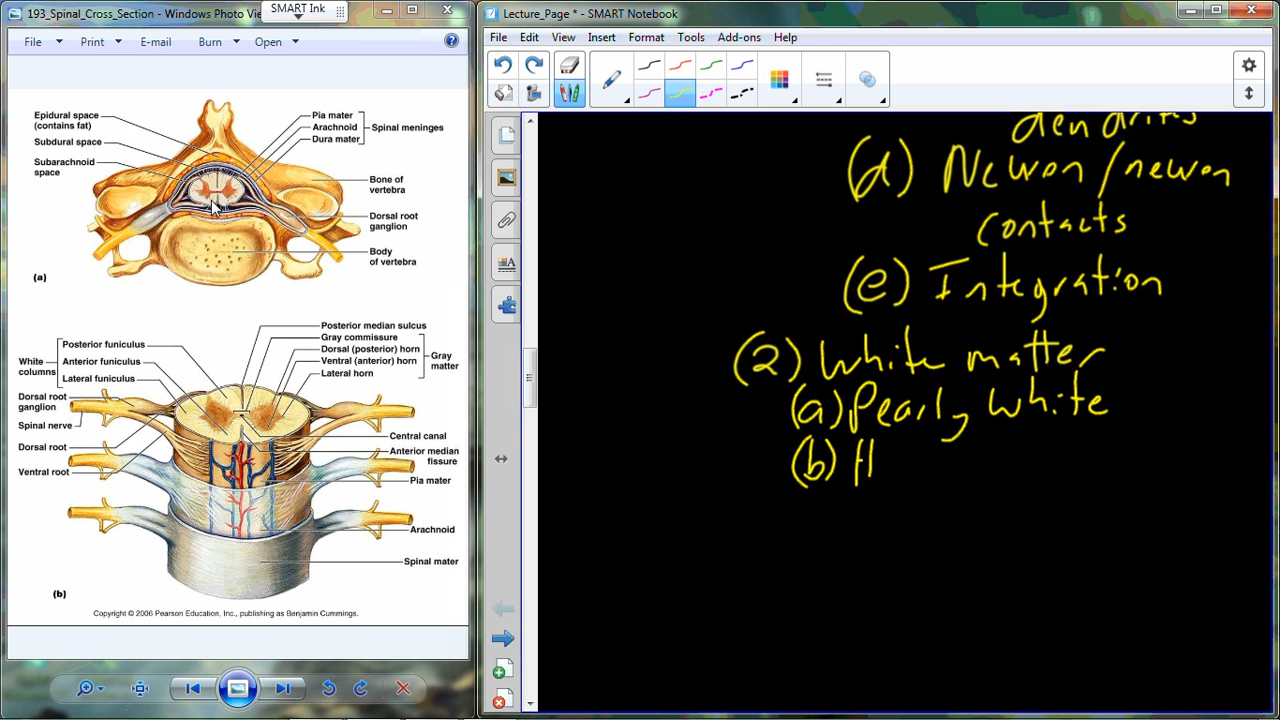 193_Spinal_Cross_Section - Windows Photo Vie
SMART Ink
File Print E-mail Burn Open
Epidural space
(contains fat)
Subdural space
Subarachnoid
space
Pia mater
Arachnoid
Dura mater
Spinal meninges
Bone of
vertebra
Dorsal root
ganglion
Body
of vertebra
(a)
Posterior funiculus
White
columns
Anterior funiculus
Lateral funiculus
Dorsal root
ganglion
Spinal nerve
Dorsal root
Ventral root
Posterior median sulcus
Gray commissure
Dorsal (posterior) horn
Ventral (anterior) horn
Lateral horn
Gray
matter
Central canal
Anterior median
fissure
Pia mater
Arachnoid
Spinal mater
(b)
Copyright © 2006 Pearson Education, Inc., publishing as Benjamin Cummings.
Lecture_Page * - SMART Notebook
File Edit View Insert Format Tools Add-ons Help
dendrites
(d) Neuron/neuron
contacts
(e) Integration
(2) White matter
(a) Pearly white
(b) H